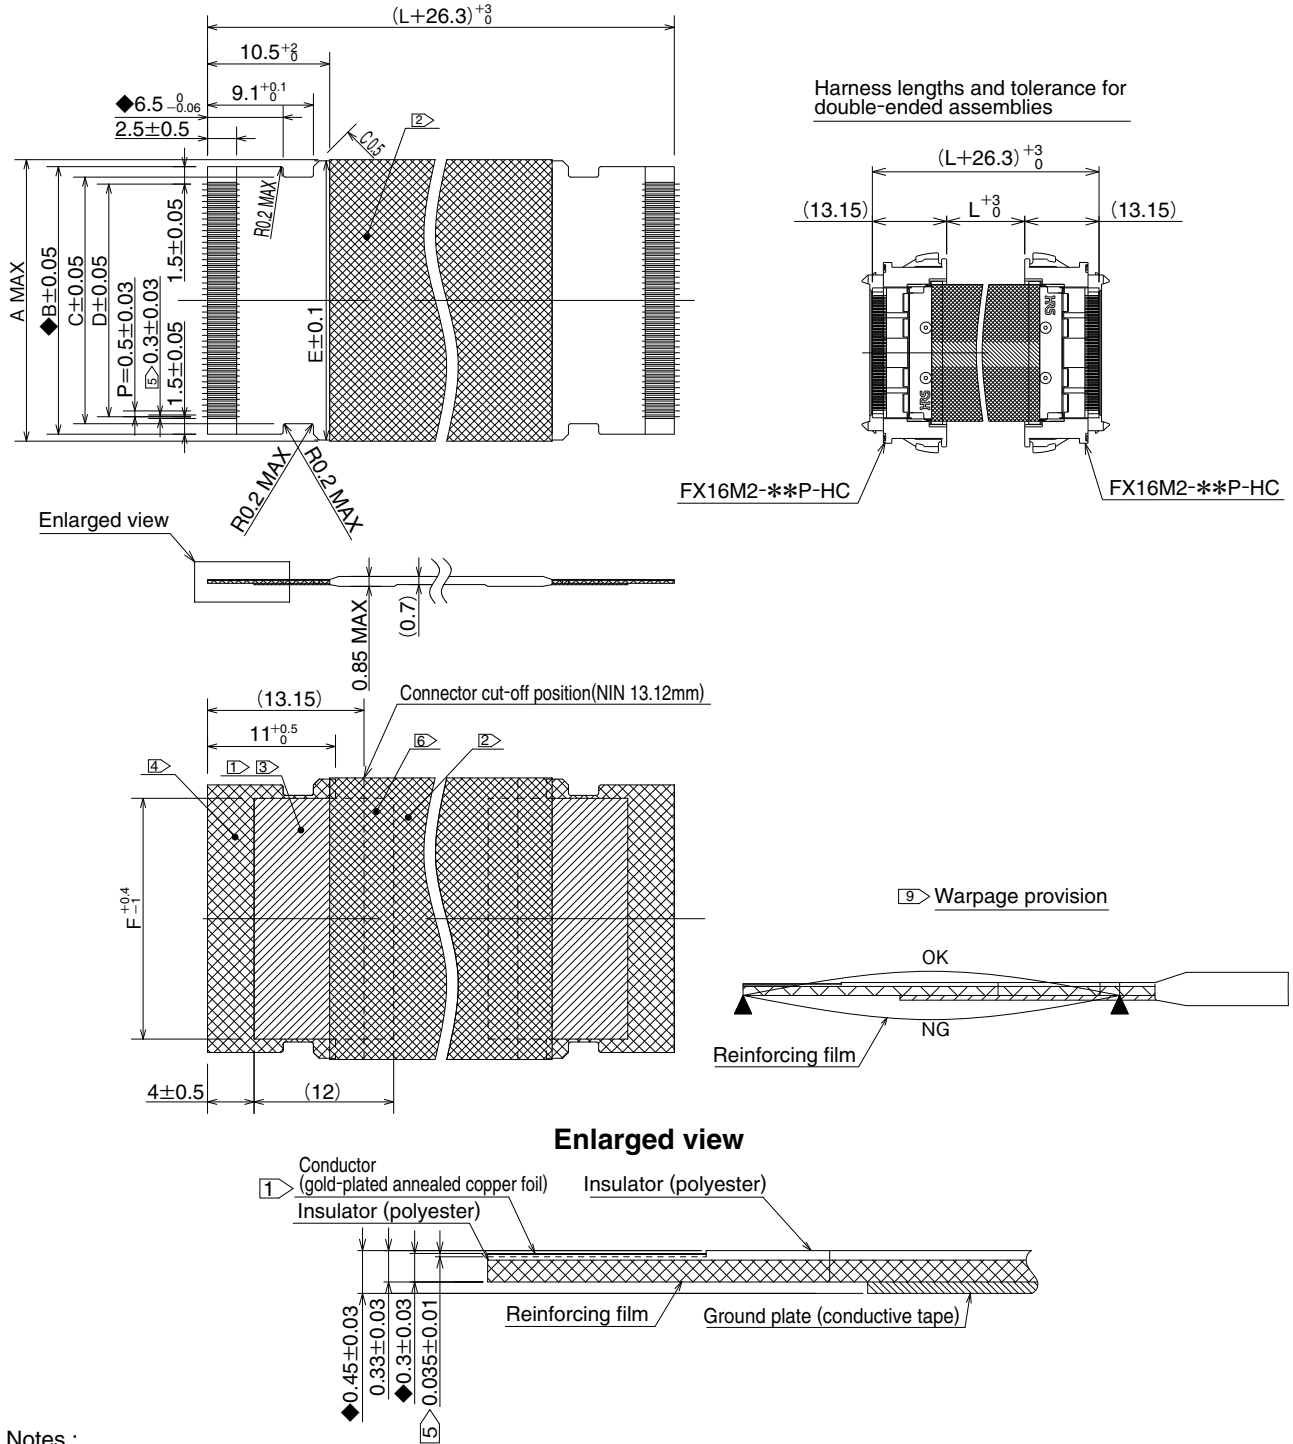 (L+26.3) +3 0
10.5 +2 0
9.1 +0.1 0
◆6.5 0 −0.06
2.5±0.5
2
C0.5
R0.2 MAX
A MAX
◆B±0.05
C±0.05
D±0.05
P=0.5±0.03
5 0.3±0.03
1.5±0.05
1.5±0.05
E±0.1
R0.2 MAX
R0.2 MAX
Harness lengths and tolerance for
double-ended assemblies
(L+26.3) +3 0
(13.15)
L +3 0
(13.15)
HRS
HRS
FX16M2-**P-HC
FX16M2-**P-HC
Enlarged view
0.85 MAX
(0.7)
(13.15)
Connector cut-off position(NIN 13.12mm)
11 +0.5 0
4
1 3
6
2
F +0.4 −1
4±0.5
(12)
9 Warpage provision
OK
NG
Reinforcing film
Enlarged view
Conductor
1 (gold-plated annealed copper foil)
Insulator (polyester)
Insulator (polyester)
Reinforcing film
Ground plate (conductive tape)
◆0.45±0.03
0.33±0.03
◆0.3±0.03
5 0.035±0.01
Notes :